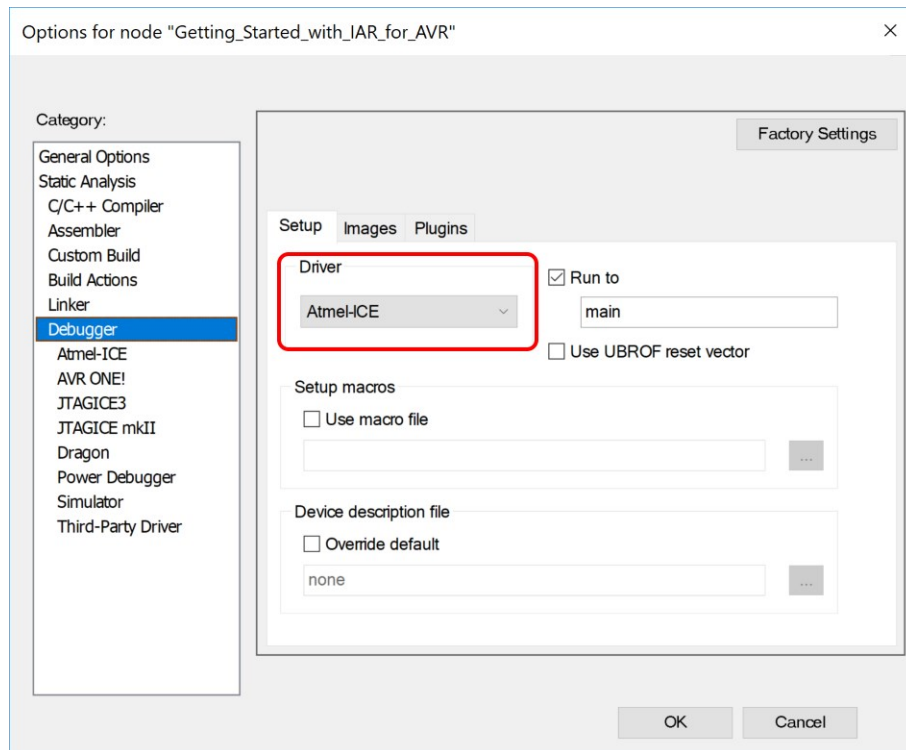 Options for node "Getting_Started_with_IAR_for_AVR"
Category:
Factory Settings
General Options
Static Analysis
C/C++ Compiler
Assembler
Custom Build
Build Actions
Linker
Debugger
Atmel-ICE
AVR ONE!
JTAGICE3
JTAGICE mkII
Dragon
Power Debugger
Simulator
Third-Party Driver
Setup Images Plugins
Driver
Atmel-ICE
Run to
main
Use UBROF reset vector
Setup macros
Use macro file
...
Device description file
Override default
none
...
OK Cancel